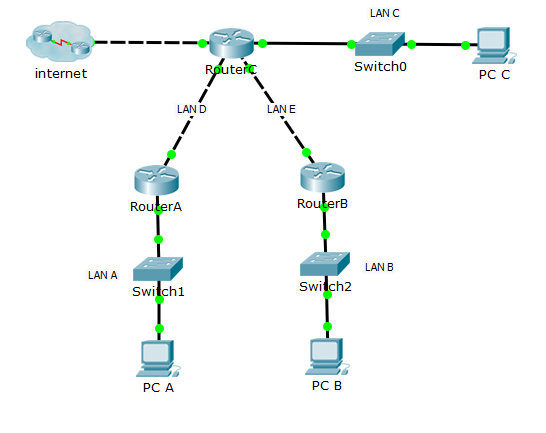 LAN C
internet
RouterC
Switch0
PC C
LAN D
LAN E
RouterA
RouterB
LAN A
Switch1
Switch2
LAN B
PC A
PC B